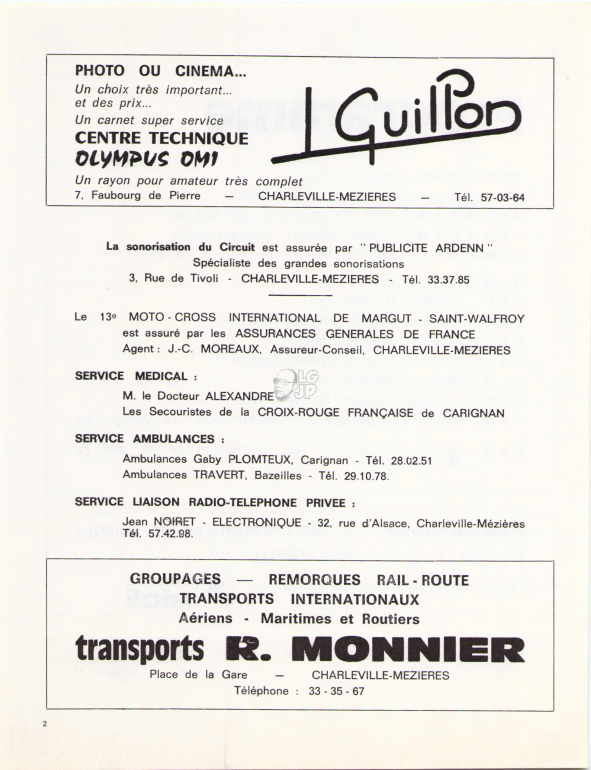 PHOTO OU CINEMA...
Un choix très important...
et des prix...
Un carnet super service
CENTRE TECHNIQUE
OLYMPUS OM1
Guillon
Un rayon pour amateur très complet
7, Faubourg de Pierre — CHARLEVILLE-MEZIERES — Tél. 57-03-64
La sonorisation du Circuit est assurée par " PUBLICITE ARDENN "
Spécialiste des grandes sonorisations
3, Rue de Tivoli - CHARLEVILLE-MEZIERES - Tél. 33.37.85
Le 13e MOTO-CROSS INTERNATIONAL DE MARGUT - SAINT-WALFROY
est assuré par les ASSURANCES GENERALES DE FRANCE
Agent : J.-C. MOREAUX, Assureur-Conseil, CHARLEVILLE-MEZIERES
SERVICE MEDICAL :
M. le Docteur ALEXANDRE
LG
JP
Les Secouristes de la CROIX-ROUGE FRANÇAISE de CARIGNAN
SERVICE AMBULANCES :
Ambulances Gaby PLOMTEUX, Carignan - Tél. 28.02.51
Ambulances TRAVERT, Bazeilles - Tél. 29.10.78.
SERVICE LIAISON RADIO-TELEPHONE PRIVEE :
Jean NOIRET - ELECTRONIQUE - 32, rue d'Alsace, Charleville-Mézières
Tél. 57.42.98.
GROUPAGES — REMORQUES RAIL-ROUTE
TRANSPORTS INTERNATIONAUX
Aériens - Maritimes et Routiers
transports R. MONNIER
Place de la Gare — CHARLEVILLE-MEZIERES
Téléphone : 33-35-67
2